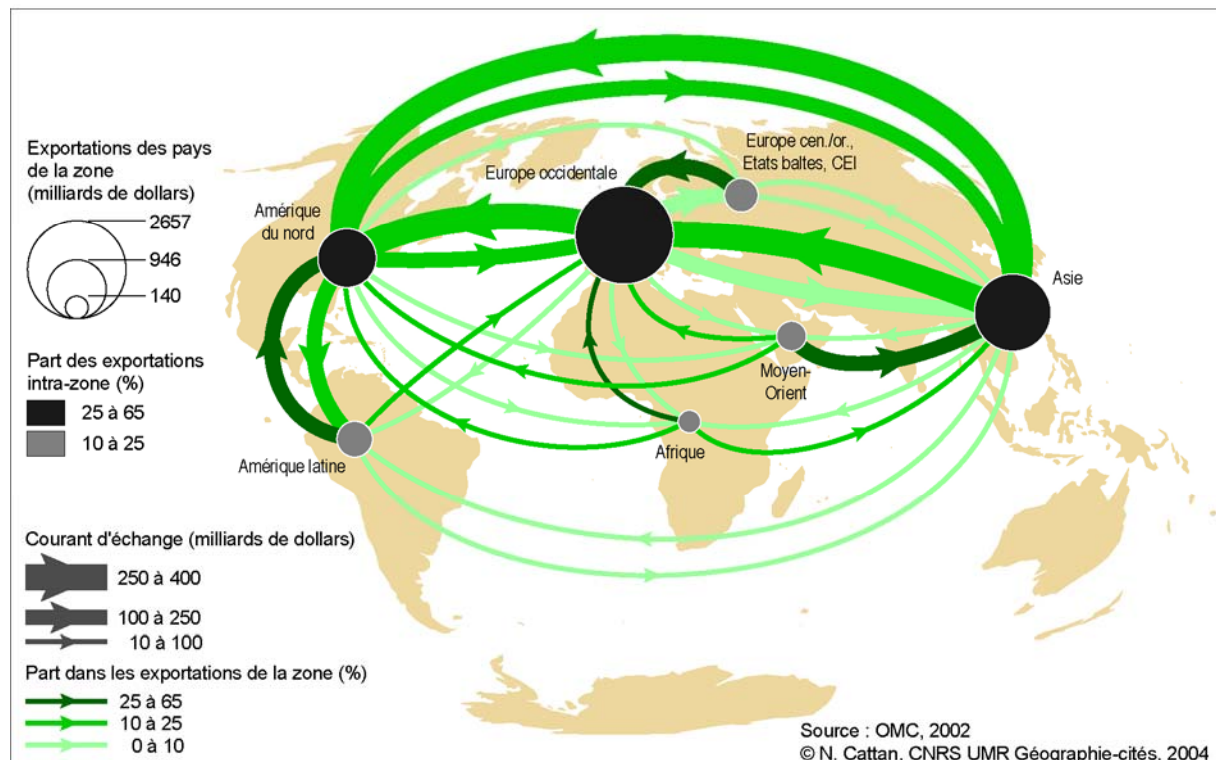 Exportations des pays
de la zone
(milliards de dollars)
2657
946
140
Part des exportations
intra-zone (%)
25 à 65
10 à 25
Courant d'échange (milliards de dollars)
250 à 400
100 à 250
10 à 100
Part dans les exportations de la zone (%)
25 à 65
10 à 25
0 à 10
Europe cen./or.,
Etats baltes, CEI
Europe occidentale
Amérique
du nord
Asie
Moyen-
Orient
Afrique
Amérique latine
Source : OMC, 2002
© N. Cattan, CNRS UMR Géographie-cités, 2004